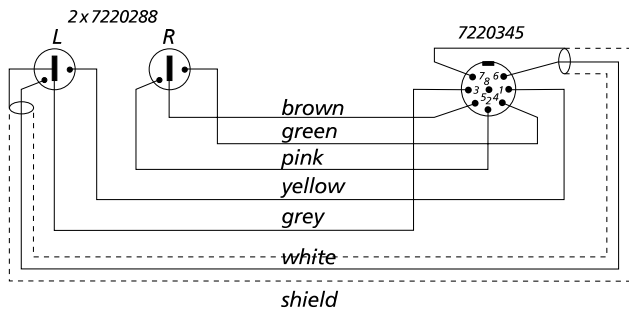 2 x 7220288
7220345
L
R
7 6
8
3 1
5 2 4
brown
green
pink
yellow
grey
white
shield